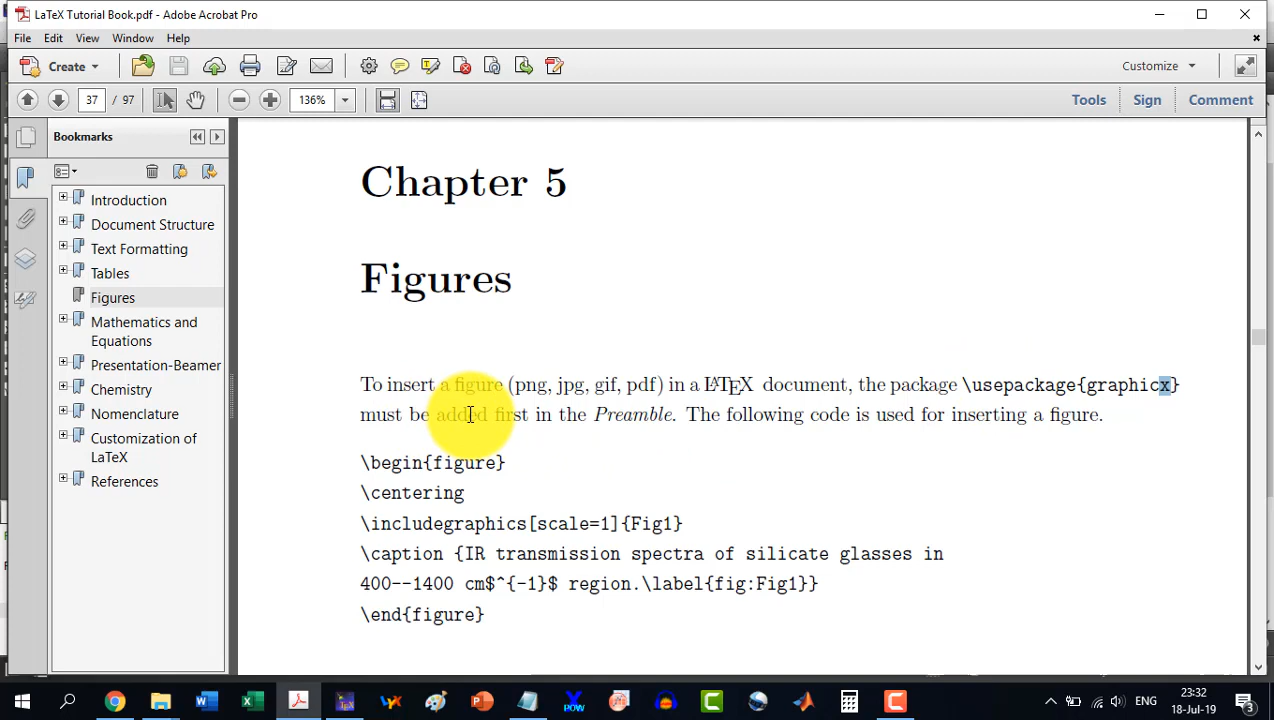 LaTeX Tutorial Book.pdf - Adobe Acrobat Pro
File Edit View Window Help
Create
Customize
37 / 97
136%
Tools Sign Comment
Bookmarks
Introduction
Document Structure
Text Formatting
Tables
Figures
Mathematics and
Equations
Presentation-Beamer
Chemistry
Nomenclature
Customization of
LaTeX
References
Chapter 5
Figures
To insert a figure (png, jpg, gif, pdf) in a LATEX document, the package \usepackage{graphicx}
must be added first in the Preamble. The following code is used for inserting a figure.
\begin{figure}
\centering
\includegraphics[scale=1]{Fig1}
\caption {IR transmission spectra of silicate glasses in
400--1400 cm$^{-1}$ region.\label{fig:Fig1}}
\end{figure}
ENG
23:32
18-Jul-19
3